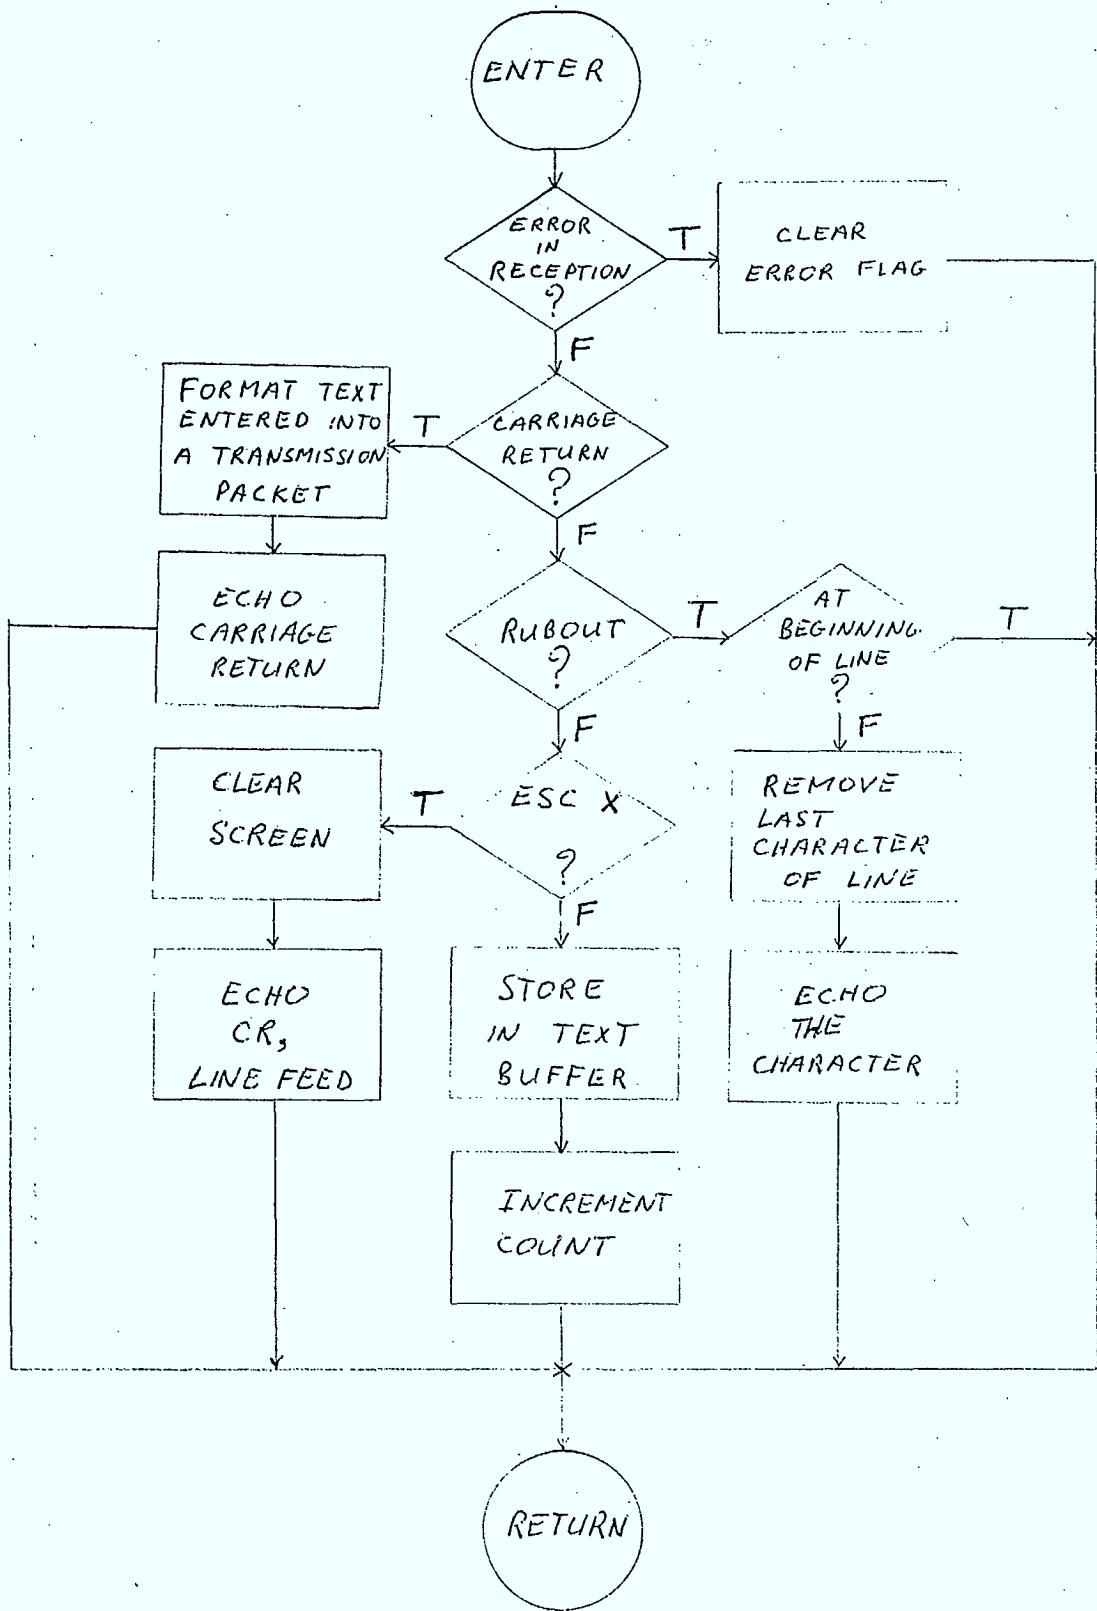 ENTER
ERROR
IN
RECEPTION
?
T
CLEAR
ERROR FLAG
F
FORMAT TEXT
ENTERED INTO
A TRANSMISSION
PACKET
T
CARRIAGE
RETURN
?
F
ECHO
CARRIAGE
RETURN
RUBOUT
?
T
AT
BEGINNING
OF LINE
?
T
F
F
CLEAR
SCREEN
T
ESC X
?
REMOVE
LAST
CHARACTER
OF LINE
F
ECHO
CR,
LINE FEED
STORE
IN TEXT
BUFFER
ECHO
THE
CHARACTER
INCREMENT
COUNT
RETURN